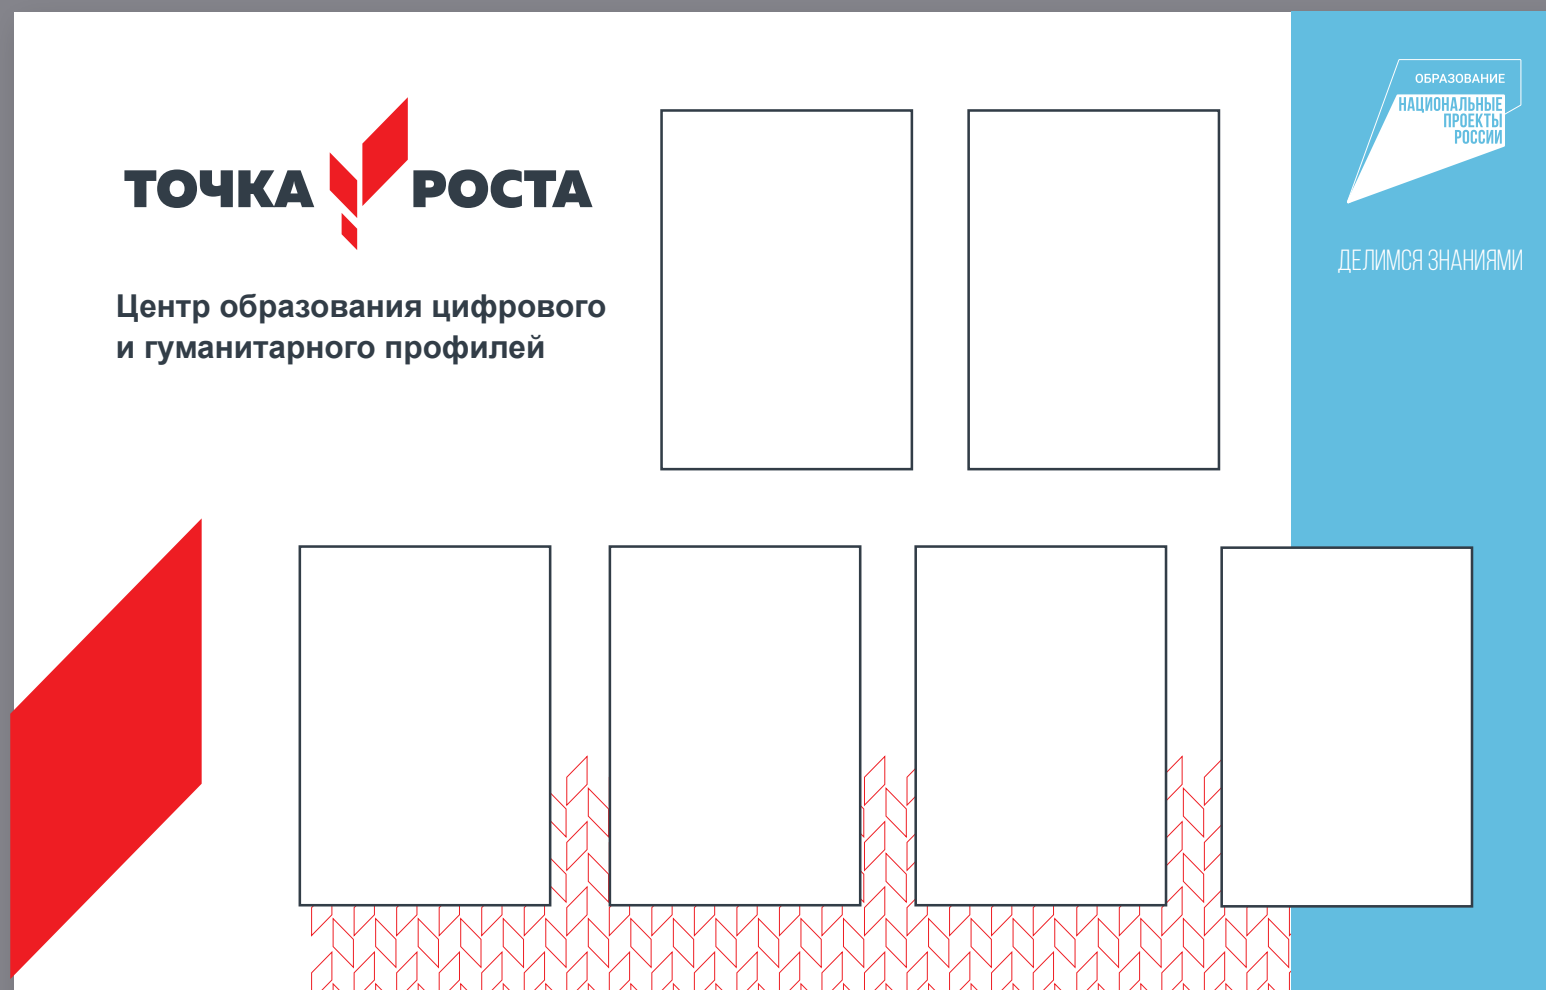 ТОЧКА РОСТА
Центр образования цифрового
и гуманитарного профилей
ОБРАЗОВАНИЕ
НАЦИОНАЛЬНЫЕ
ПРОЕКТЫ
РОССИИ
ДЕЛИМСЯ ЗНАНИЯМИ